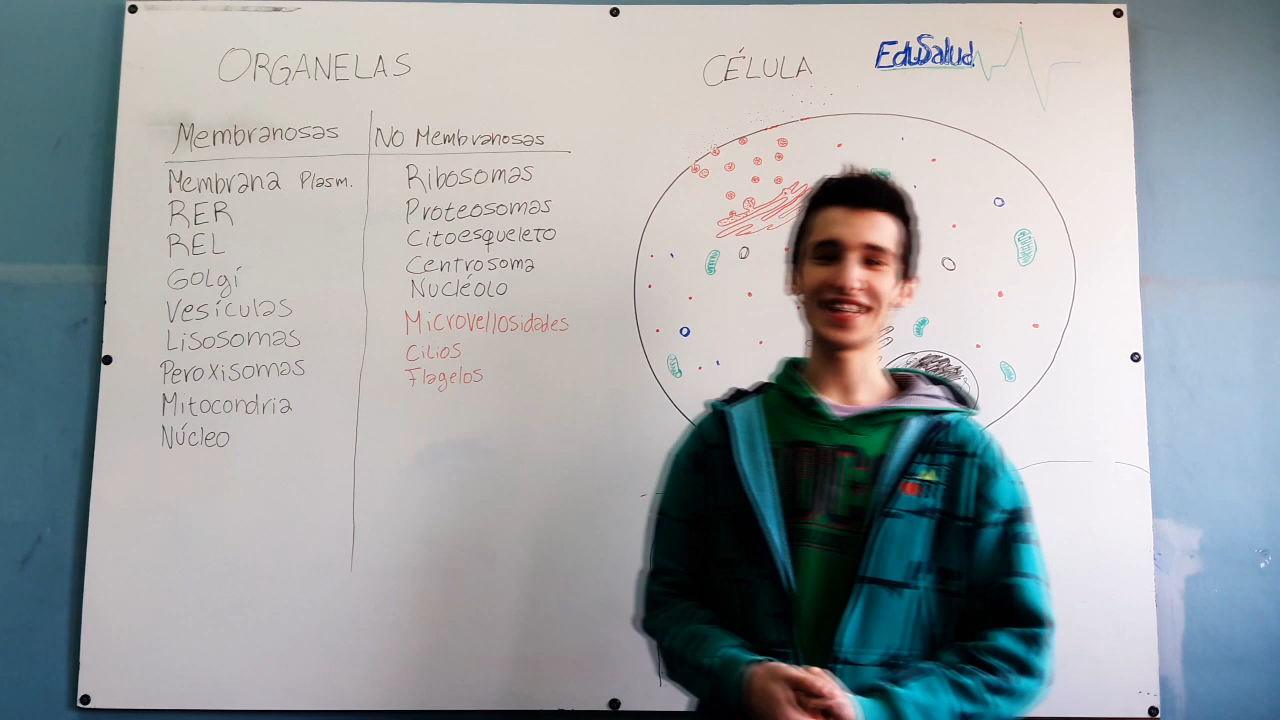 ORGANELAS
Membranosas
Membrana Plasm.
RER
REL
Golgí
Vesículas
Lisosomas
Peroxisomas
Mitocondria
Núcleo
No Membranosas
Ribosomas
Proteosomas
Citoesqueleto
Centrosoma
Nucléolo
Microvellosidades
Cilios
Flagelos
CÉLULA
EduSalud